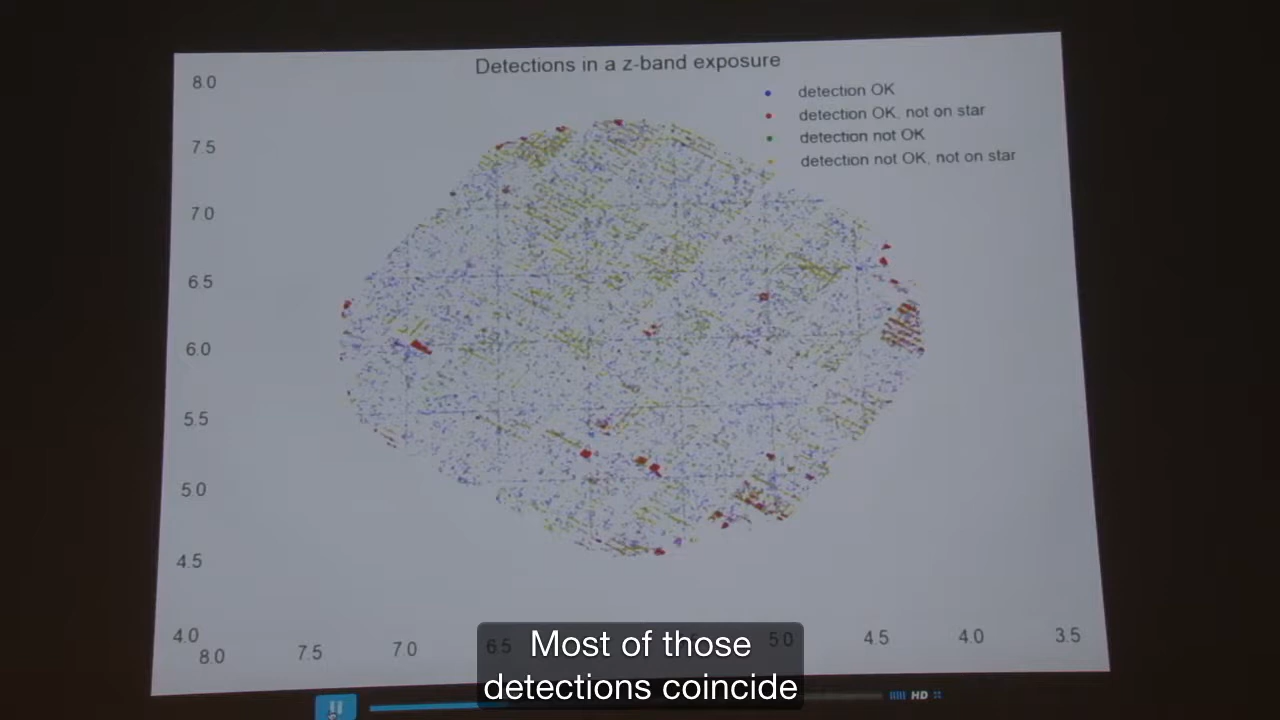 Detections in a z-band exposure
detection OK
detection OK, not on star
detection not OK
detection not OK, not on star
8.0
7.5
7.0
6.5
6.0
5.5
5.0
4.5
4.0
8.0 7.5 7.0 6.5 5.0 4.5 4.0 3.5
Most of those
detections coincide
HD